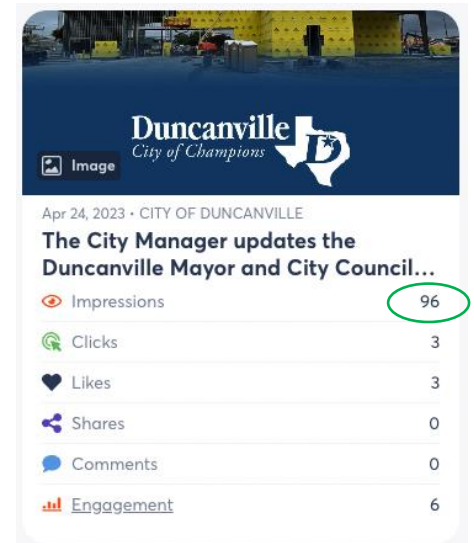 Duncanville
City of Champions
D
Image
Apr 24, 2023 • CITY OF DUNCANVILLE
The City Manager updates the
Duncanville Mayor and City Council...
Impressions 96
Clicks 3
Likes 3
Shares 0
Comments 0
Engagement 6